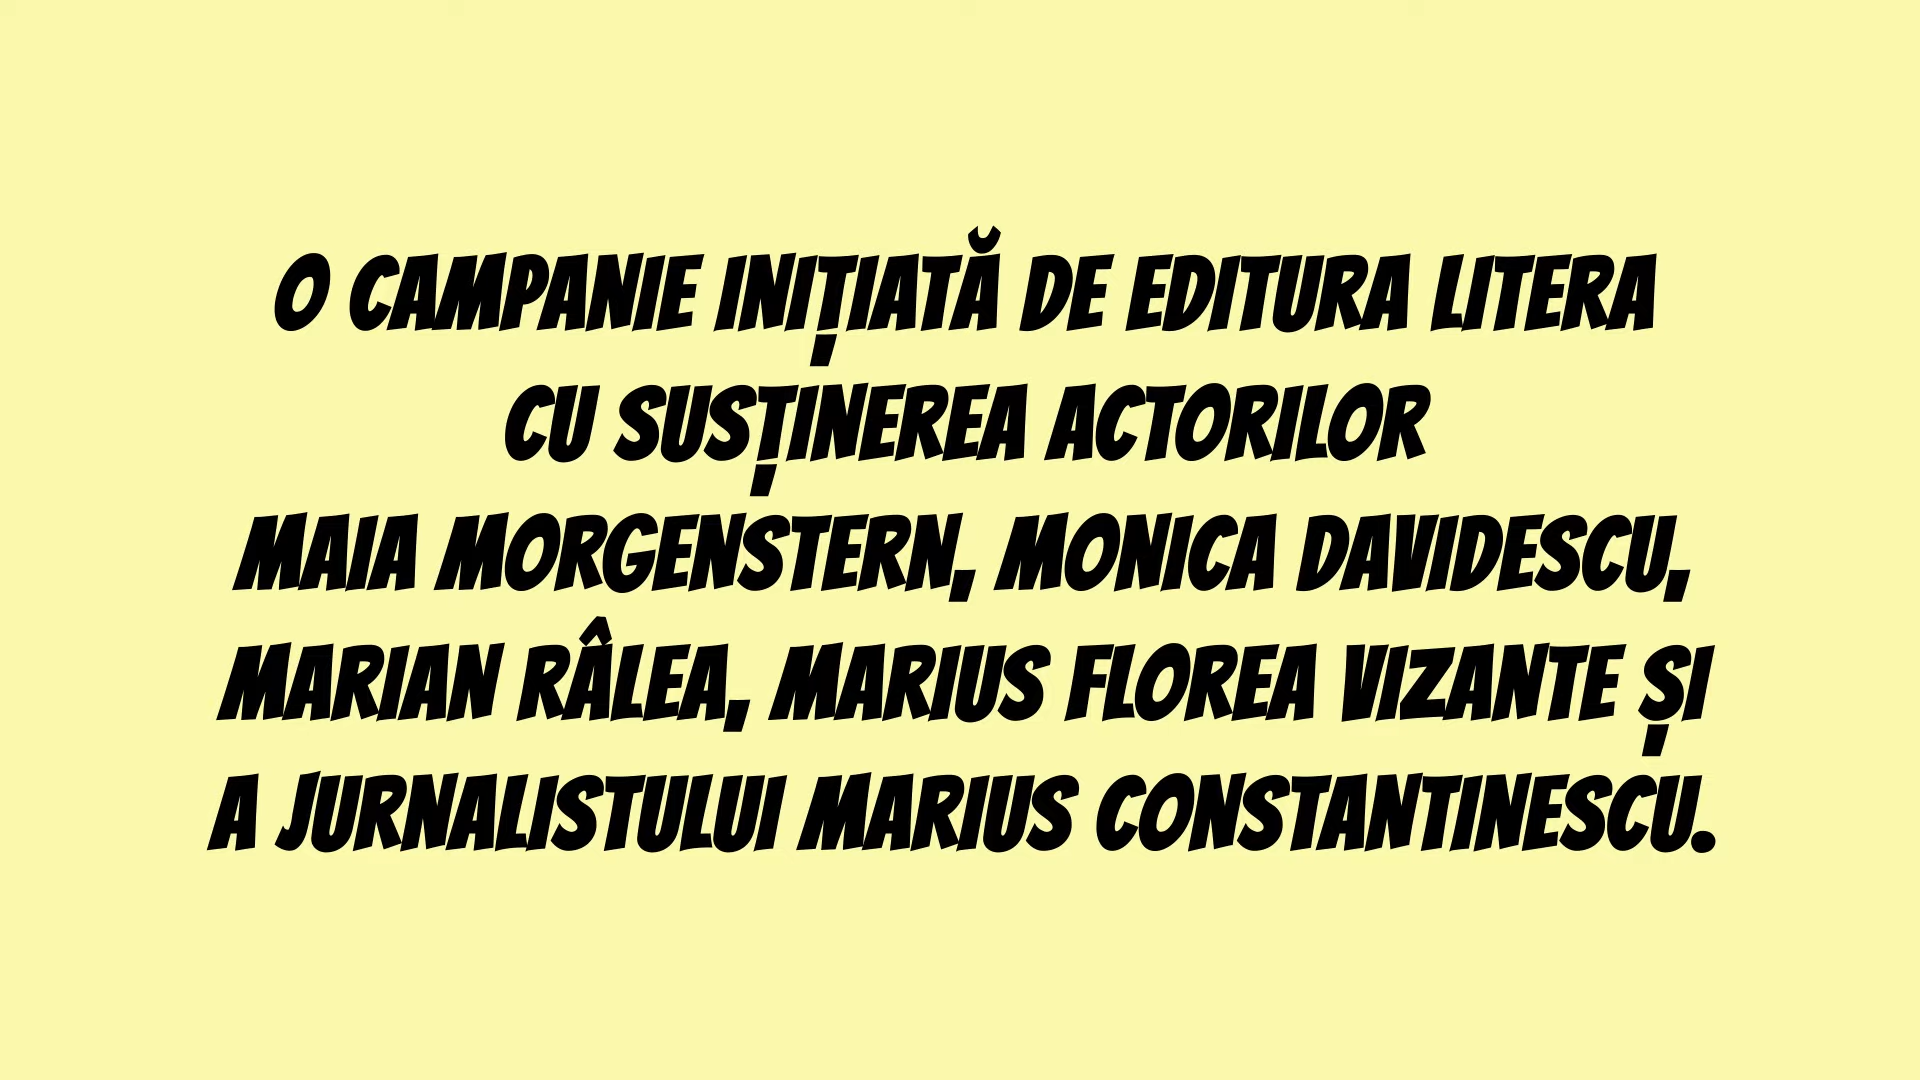 O CAMPANIE INIȚIATĂ DE EDITURA LITERA
CU SUSȚINEREA ACTORILOR
MAIA MORGENSTERN, MONICA DAVIDESCU,
MARIAN RÂLEA, MARIUS FLOREA VIZANTE ȘI
A JURNALISTULUI MARIUS CONSTANTINESCU.